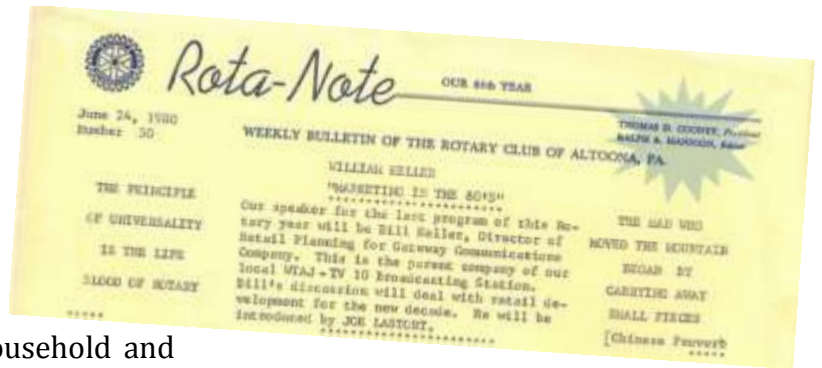 Rota-Note
OUR 60th YEAR
June 24, 1980
Number 50
THOMAS D. COONEY, President
RALPH A. Editor
WEEKLY BULLETIN OF THE ROTARY CLUB OF ALTOONA, PA.
WILLIAM KELLER
"MARKETING IN THE 80'S"
**********************
THE PRINCIPLE
OF UNIVERSALITY
IS THE LIFE
BLOOD OF ROTARY
*****
Our speaker for the last program of this Ro-
tary year will be Bill Keller, Director of
Retail Planning for Gateway Communications
Company. This is the parent company of our
local WTAJ-TV 10 broadcasting Station.
Bill's discussion will deal with retail de-
velopment for the new decade. He will be
introduced by JOE LASTORT.
**********************
THE MAN WHO
MOVED THE MOUNTAIN
BEGAN BY
CARRYING AWAY
SMALL PIECES
[Chinese Proverb
*****
ousehold and